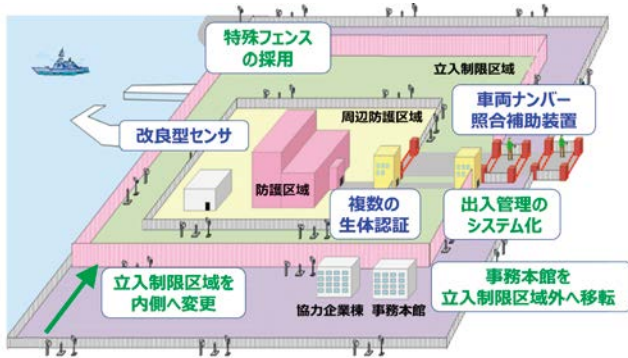 特殊フェンス
の採用
立入制限区域
車両ナンバー
照合補助装置
周辺防護区域
改良型センサ
防護区域
複数の
生体認証
出入管理の
システム化
立入制限区域を
内側へ変更
事務本館を
立入制限区域外へ移転
協力企業棟
事務本館